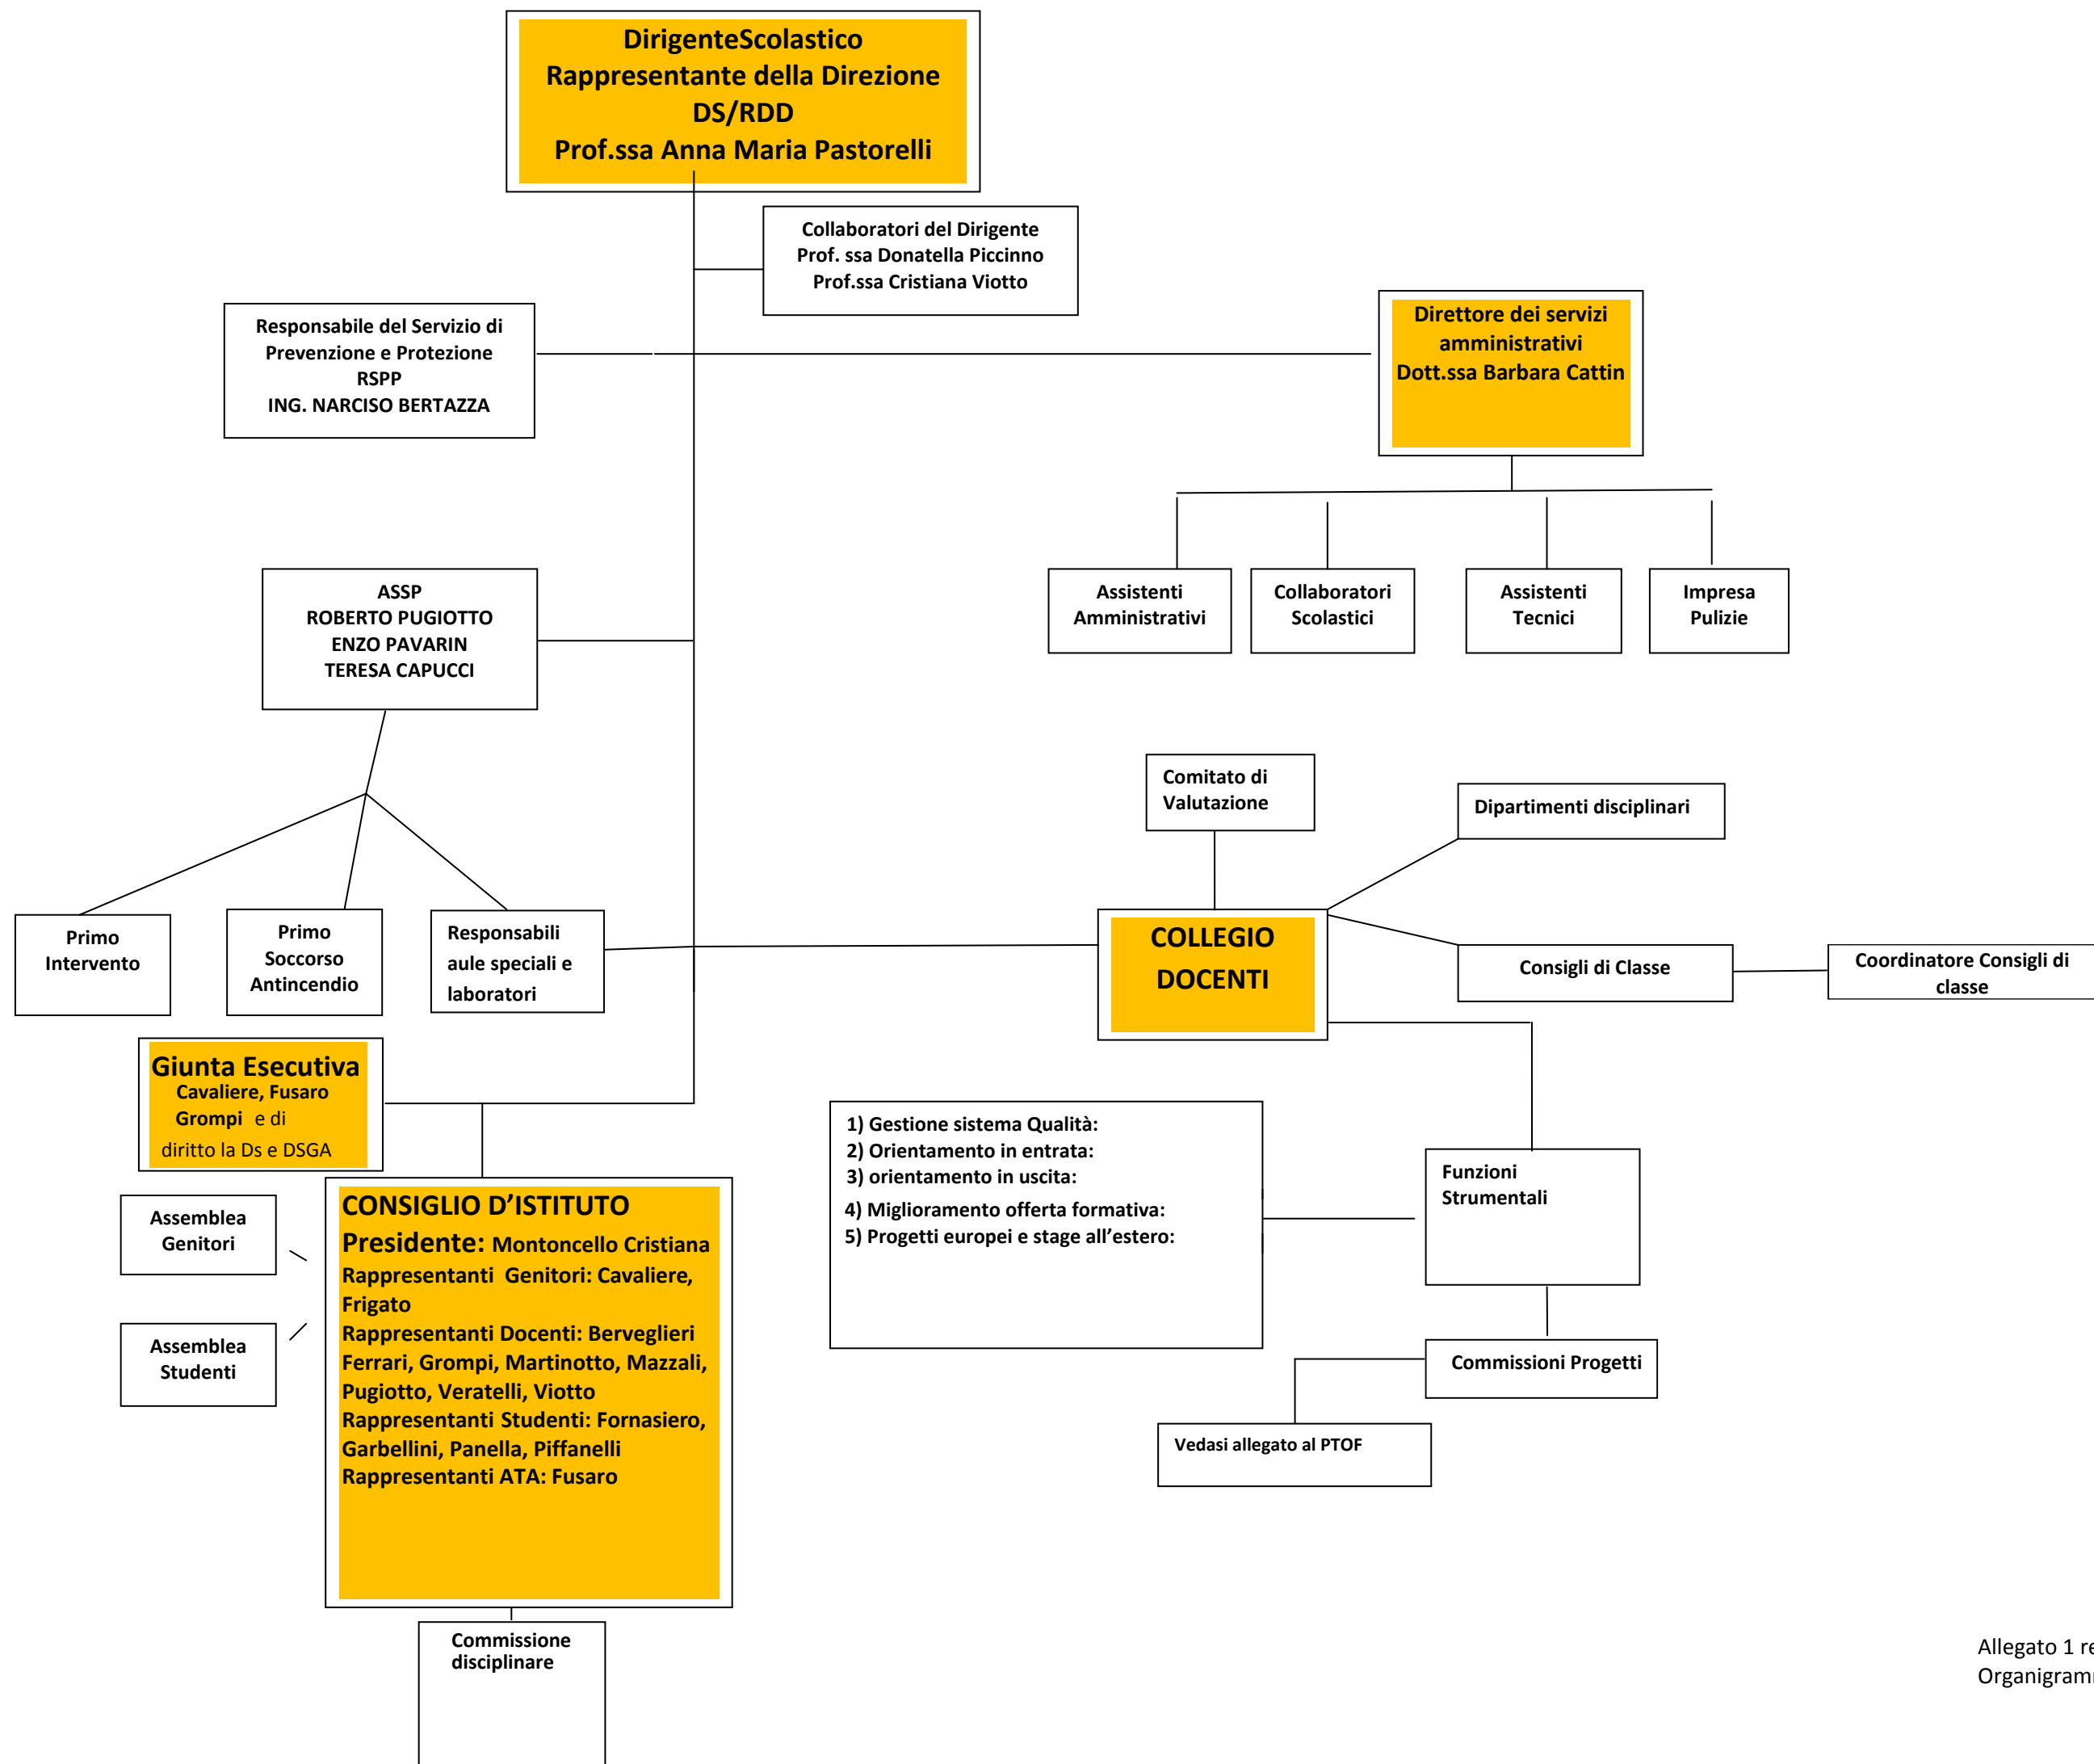 DirigenteScolastico
Rappresentante della Direzione
DS/RDD
Prof.ssa Anna Maria Pastorelli
Collaboratori del Dirigente
Prof. ssa Donatella Piccinno
Prof.ssa Cristiana Viotto
Responsabile del Servizio di
Prevenzione e Protezione
RSPP
ING. NARCISO BERTAZZA
Direttore dei servizi
amministrativi
Dott.ssa Barbara Cattin
Assistenti
Amministrativi
Collaboratori
Scolastici
Assistenti
Tecnici
Impresa
Pulizie
ASSP
ROBERTO PUGIOTTO
ENZO PAVARIN
TERESA CAPUCCI
Comitato di
Valutazione
Dipartimenti disciplinari
Primo
Intervento
Primo
Soccorso
Antincendio
Responsabili
aule speciali e
laboratori
COLLEGIO
DOCENTI
Consigli di Classe
Coordinatore Consigli di
classe
Giunta Esecutiva
Cavaliere, Fusaro
Grompi e di
diritto la Ds e DSGA
1) Gestione sistema Qualità:
2) Orientamento in entrata:
3) orientamento in uscita:
4) Miglioramento offerta formativa:
5) Progetti europei e stage all’estero:
Funzioni
Strumentali
Assemblea
Genitori
Assemblea
Studenti
CONSIGLIO D’ISTITUTO
Presidente: Montoncello Cristiana
Rappresentanti Genitori: Cavaliere,
Frigato
Rappresentanti Docenti: Berveglieri
Ferrari, Grompi, Martinotto, Mazzali,
Pugiotto, Veratelli, Viotto
Rappresentanti Studenti: Fornasiero,
Garbellini, Panella, Piffanelli
Rappresentanti ATA: Fusaro
Commissioni Progetti
Vedasi allegato al PTOF
Commissione
disciplinare
Allegato 1